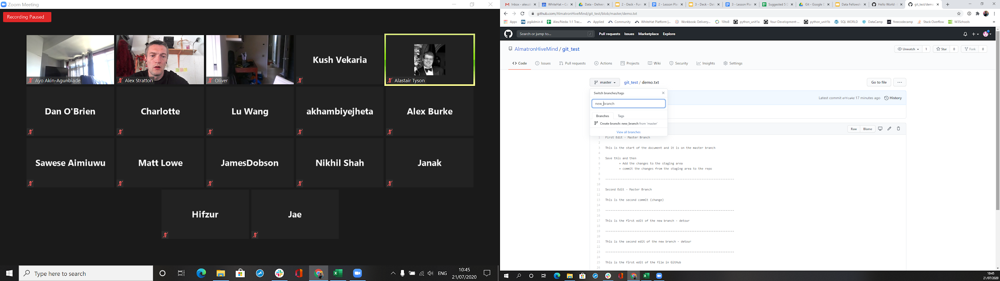 Zoom Meeting
Recording Paused
Ayo Akin-Agunbiade
Alex Stratton
Oliver
Kush Vekaria
Alastair Tyson
Dan O'Brien
Charlotte
Lu Wang
akhambiyejheta
Alex Burke
Sawese Aimiuwu
Matt Lowe
JamesDobson
Nikhil Shah
Janak
Hifzur
Jae
Type here to search
ENG
10:45
21/07/2020
Inbox - alex.st
WhiteHat – Ca
Data - Delivery
2 - Deck - Fun
2 - Lesson Pla
3 - Deck - Dat
3 - Lesson Pla
Suggested 5 D
Git - Google D
Data Fellowsh
Hello World
git_test/demo.
github.com/AlmatronHiveMind/git_test/blob/master/demo.txt
Apps
pgAdmin 4
Alex/Neda: 1:1 Trac...
Applied
Community
WhiteHat Platform |...
Workbook: Delivery...
10to8
python_unit1a
Your-Development-...
python_unit1b
SQL WORLD
DataCamp
freecodecamp
Stack Overflow
W3Schools
»
Search or jump to...
/
Pull requests
Issues
Marketplace
Explore
AlmatronHiveMind / git_test
Unwatch
1
Star
0
Fork
0
Code
Issues
Pull requests
Actions
Projects
Wiki
Security
Insights
Settings
master
git_test / demo.txt
Go to file
...
Switch branches/tags
new_branch
Branches
Tags
Create branch: new_branch from 'master'
View all branches
Latest commit effca4d 17 minutes ago
History
Raw
Blame
1 First Edit - Master Branch
2
3 This is the start of the document and it is on the master branch
4
5 Save this and then
6 + Add the changes to the staging area
7 + commit the changes from the staging area to the repo
8
9 --------------------------------------------------------------------------
10
11 Second Edit - Master Branch
12
13 This is the second commit (change)
14
15 --------------------------------------------------------------------------
16
17 This is the first edit of the new branch - detour
18
19 --------------------------------------------------------------------------
20
21 This is the second edit of the new branch - detour
22
23 --------------------------------------------------------------------------
24
25 This is the first edit of the file in GitHub
26
10:45
21/07/2020